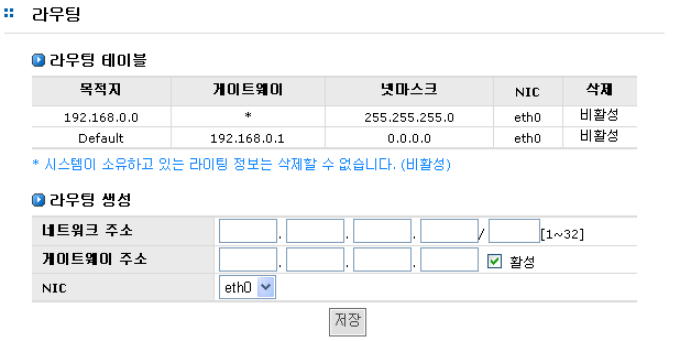 라우팅
라우팅 테이블
목적지 게이트웨이 넷마스크 NIC 삭제
192.168.0.0 * 255.255.255.0 eth0 비활성
Default 192.168.0.1 0.0.0.0 eth0 비활성
* 시스템이 소유하고 있는 라이팅 정보는 삭제할 수 없습니다. (비활성)
라우팅 생성
네트워크 주소 . . . / [1~32]
게이트웨이 주소 . . . 활성
NIC eth0
저장